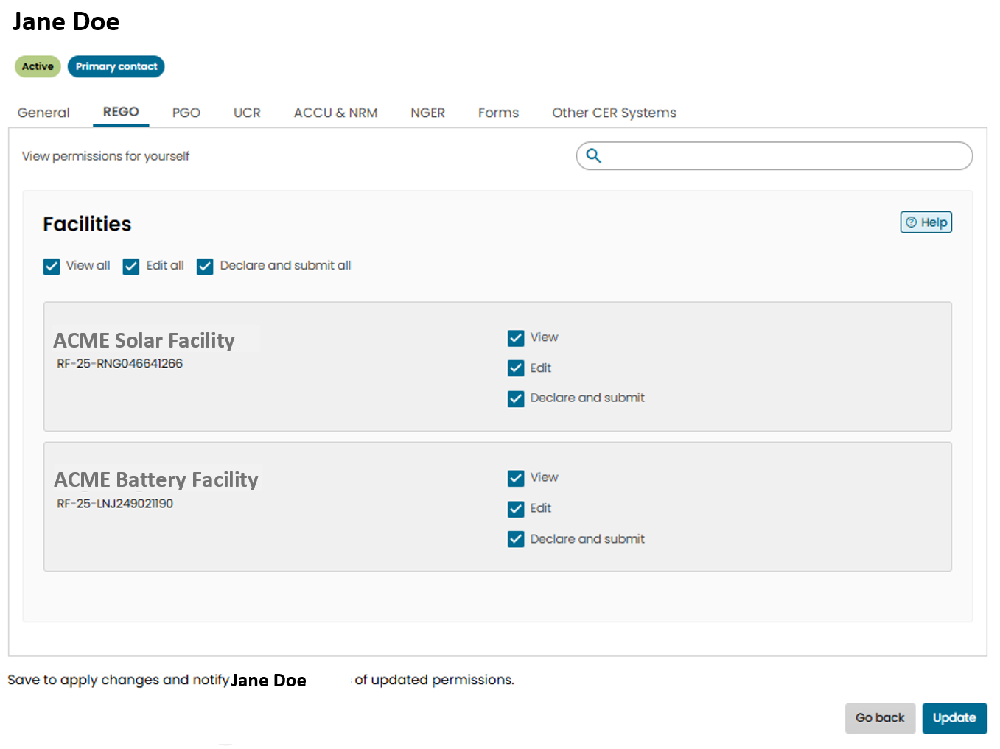 Jane Doe
Active Primary contact
General REGO PGO UCR ACCU & NRM NGER Forms Other CER Systems
View permissions for yourself
Facilities
Help
View all Edit all Declare and submit all
ACME Solar Facility
RF-25-RNG046641266
View
Edit
Declare and submit
ACME Battery Facility
RF-25-LNJ249021190
View
Edit
Declare and submit
Save to apply changes and notify Jane Doe of updated permissions.
Go back Update